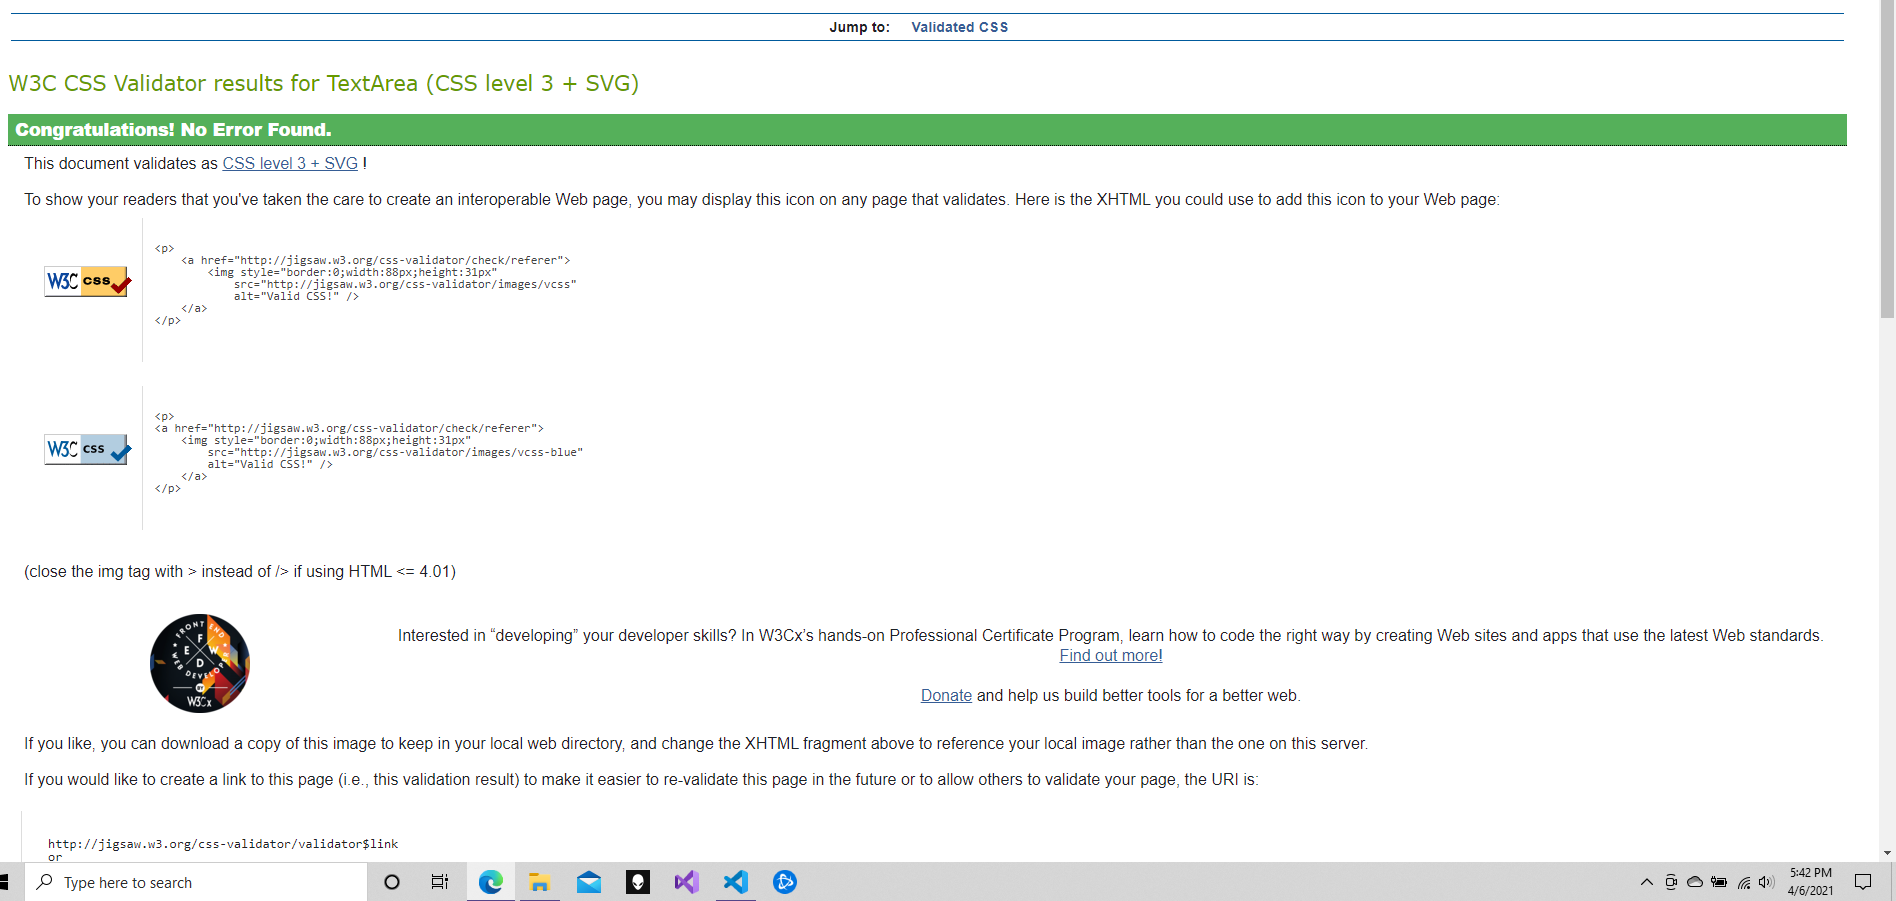 Jump to: Validated CSS
W3C CSS Validator results for TextArea (CSS level 3 + SVG)
Congratulations! No Error Found.
This document validates as CSS level 3 + SVG !
To show your readers that you've taken the care to create an interoperable Web page, you may display this icon on any page that validates. Here is the XHTML you could use to add this icon to your Web page:
W3C css
<p>
<a href="http://jigsaw.w3.org/css-validator/check/referer">
<img style="border:0;width:88px;height:31px"
src="http://jigsaw.w3.org/css-validator/images/vcss"
alt="Valid CSS!" />
</a>
</p>
W3C css
<p>
<a href="http://jigsaw.w3.org/css-validator/check/referer">
<img style="border:0;width:88px;height:31px"
src="http://jigsaw.w3.org/css-validator/images/vcss-blue"
alt="Valid CSS!" />
</a>
</p>
(close the img tag with > instead of /> if using HTML <= 4.01)
FRONT END
F
E W
D
WEB DEVELOPER
BY
W3Cx
Interested in “developing” your developer skills? In W3Cx’s hands-on Professional Certificate Program, learn how to code the right way by creating Web sites and apps that use the latest Web standards.
Find out more!
Donate and help us build better tools for a better web.
If you like, you can download a copy of this image to keep in your local web directory, and change the XHTML fragment above to reference your local image rather than the one on this server.
If you would like to create a link to this page (i.e., this validation result) to make it easier to re-validate this page in the future or to allow others to validate your page, the URI is:
http://jigsaw.w3.org/css-validator/validator$link
or
Type here to search
5:42 PM
4/6/2021